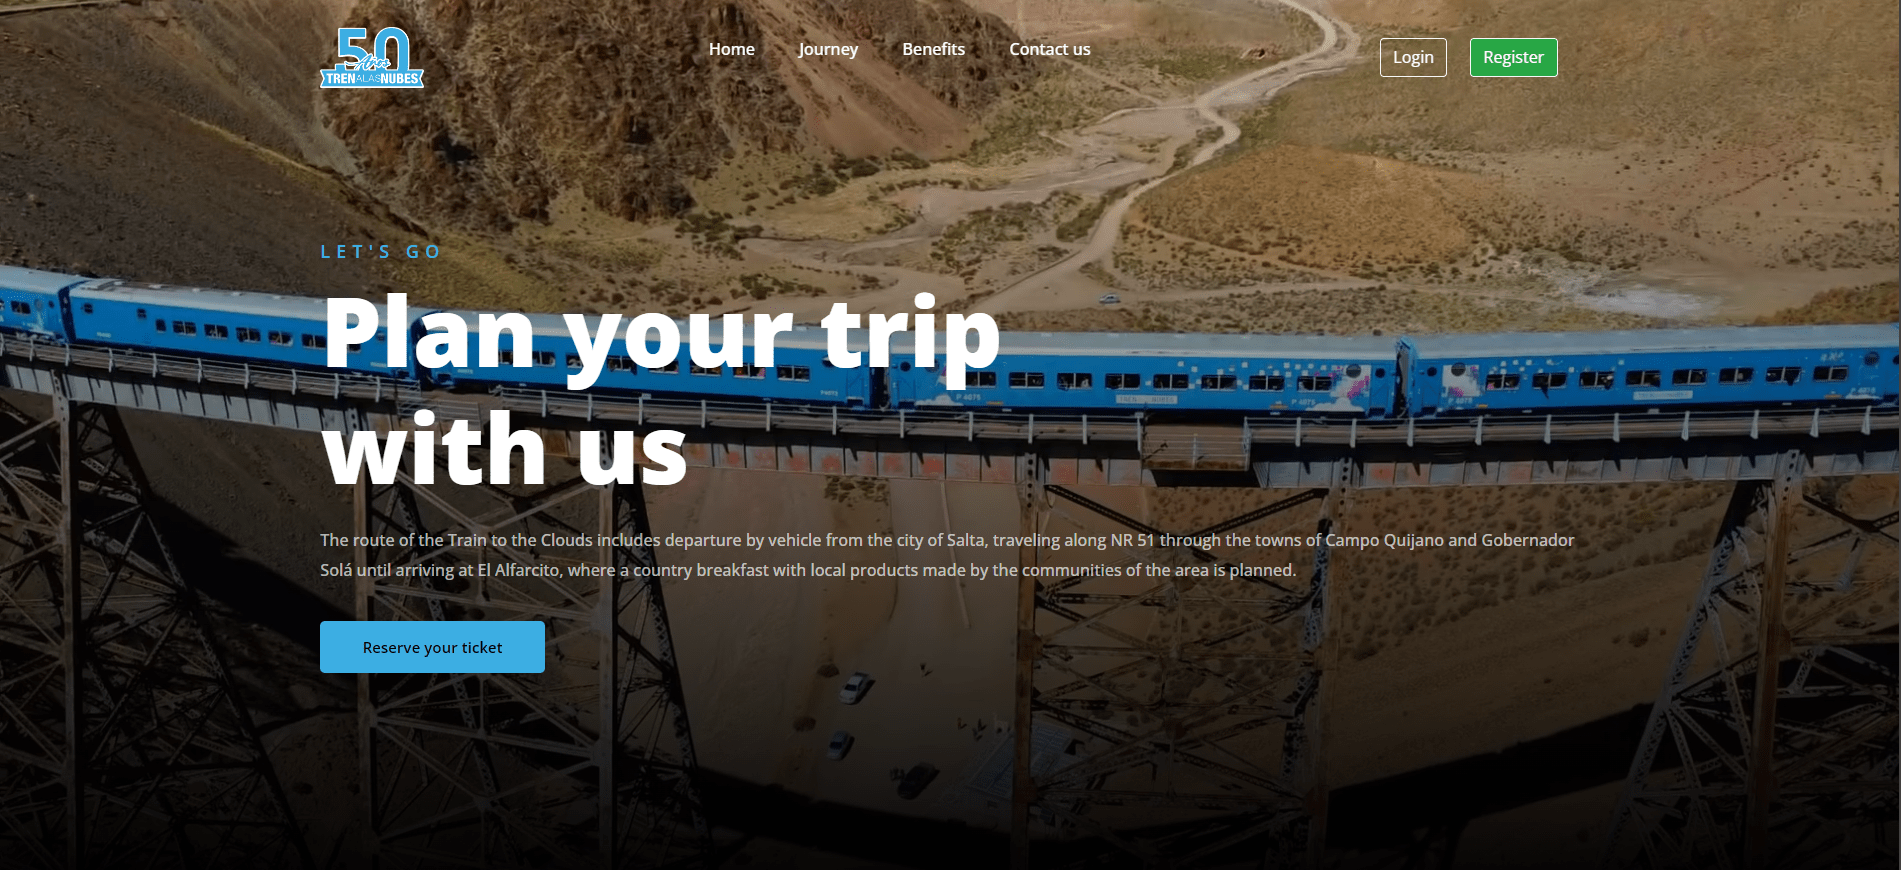 50
Años
TREN A LAS NUBES
Home
Journey
Benefits
Contact us
Login
Register
LET'S GO
Plan your trip
with us
The route of the Train to the Clouds includes departure by vehicle from the city of Salta, traveling along NR 51 through the towns of Campo Quijano and Gobernador
Solá until arriving at El Alfarcito, where a country breakfast with local products made by the communities of the area is planned.
Reserve your ticket